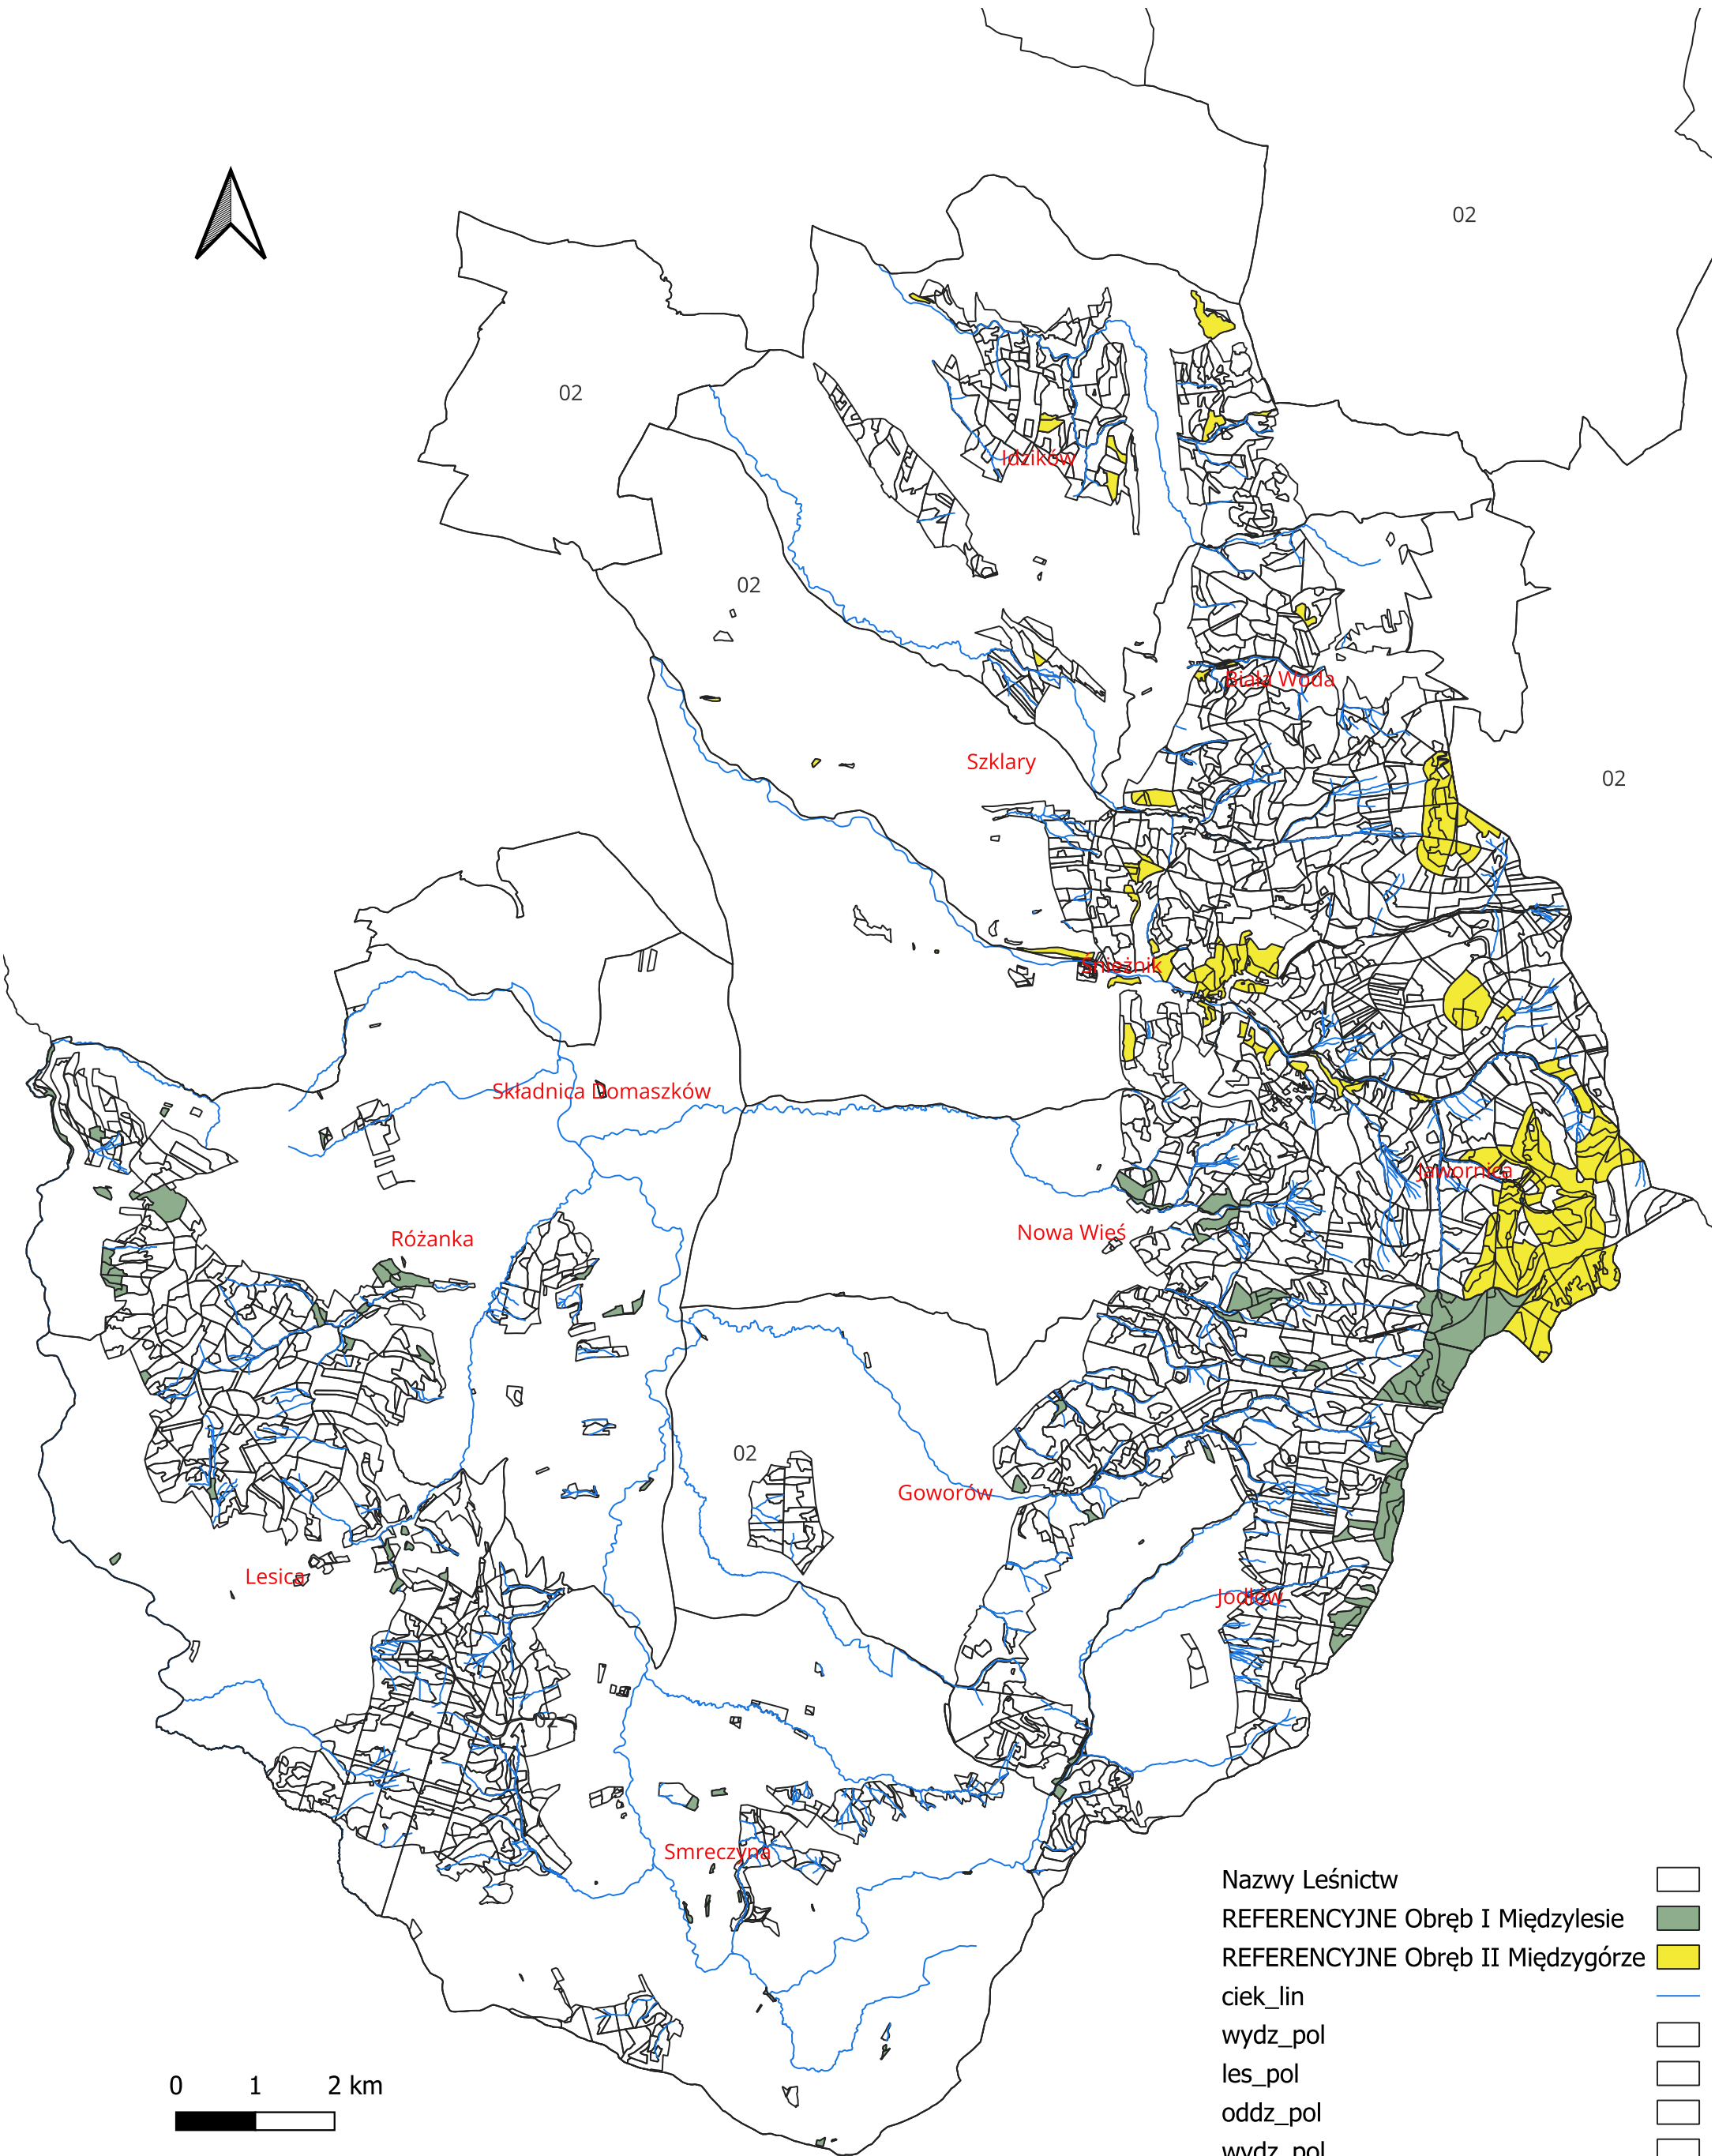 02
02
Idzików
02
Biała Woda
Szklary
02
Śnieżnik
Składnica Domaszków
Jawornica
Nowa Wieś
Różanka
02
Goworów
Lesica
Jodłów
02
Smreczyna
Nazwy Leśnictw
REFERENCYJNE Obręb I Międzylesie
REFERENCYJNE Obręb II Międzygórze
ciek_lin
wydz_pol
les_pol
oddz_pol
wydz_pol
0 1 2 km